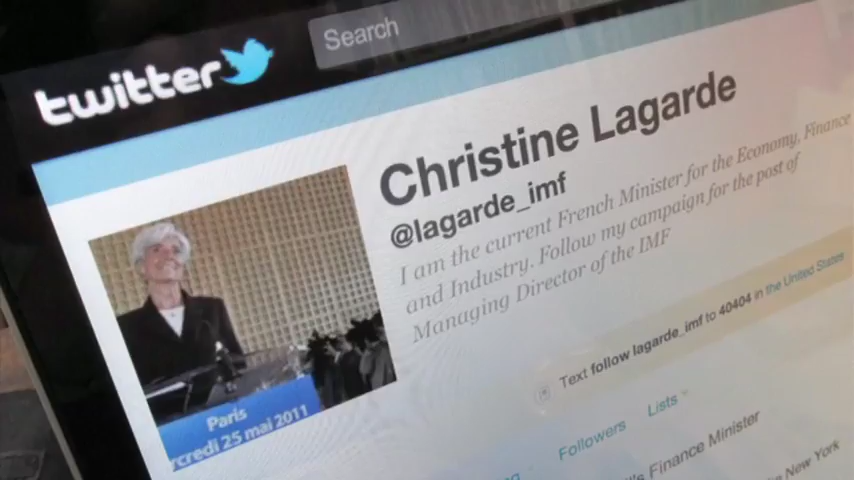 twitter
Search
Christine Lagarde
@lagarde_imf
I am the current French Minister for the Economy, Finance
and Industry. Follow my campaign for the post of
Managing Director of the IMF
Text follow lagarde_imf to 40404 in the United States
Followers
Lists
Finance Minister
New York
Paris
credi 25 mai 2011